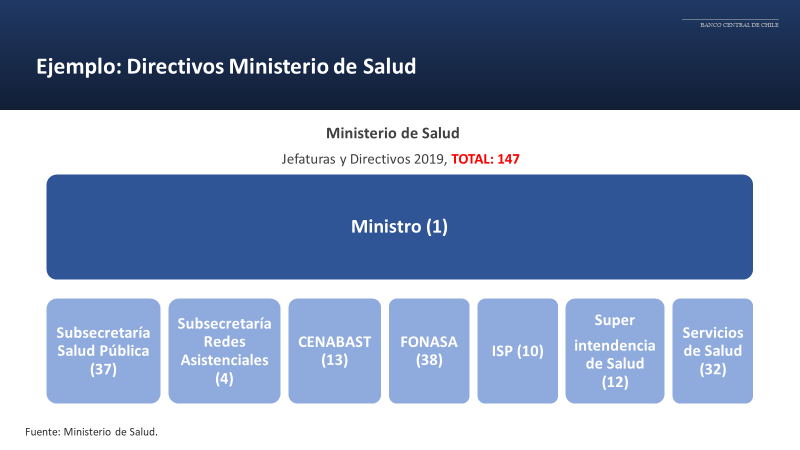 BANCO CENTRAL DE CHILE
Ejemplo: Directivos Ministerio de Salud
Ministerio de Salud
Jefaturas y Directivos 2019, TOTAL: 147
Ministro (1)
Subsecretaría
Salud Pública
(37)
Subsecretaría
Redes
Asistenciales
(4)
CENABAST
(13)
FONASA
(38)
ISP (10)
Super
intendencia
de Salud
(12)
Servicios
de Salud
(32)
Fuente: Ministerio de Salud.